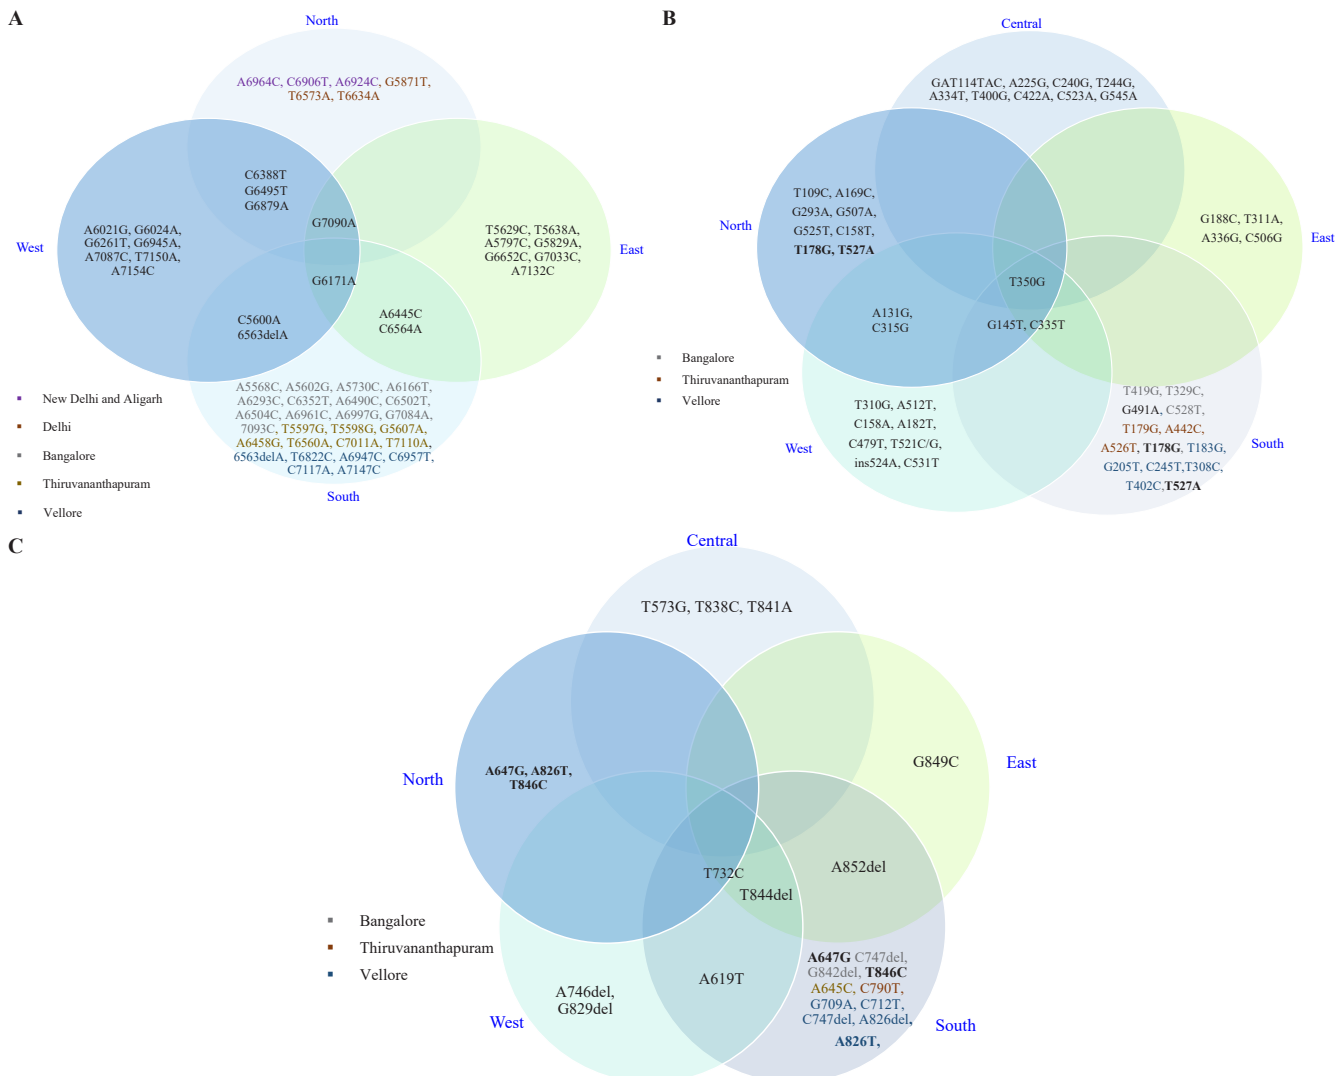 A
North
A6964C, C6906T, A6924C, G5871T,
T6573A, T6634A
C6388T
G6495T
G6879A
G7090A
West
A6021G, G6024A,
G6261T, G6945A,
A7087C, T7150A,
A7154C
T5629C, T5638A,
A5797C, G5829A,
G6652C, G7033C,
A7132C
East
G6171A
C5600A
6563delA
A6445C
C6564A
A5568C, A5602G, A5730C, A6166T,
A6293C, C6352T, A6490C, C6502T,
A6504C, A6961C, A6997G, G7084A,
7093C, T5597G, T5598G, G5607A,
A6458G, T6560A, C7011A, T7110A,
6563delA, T6822C, A6947C, C6957T,
C7117A, A7147C
South
New Delhi and Aligarh
Delhi
Bangalore
Thiruvananthapuram
Vellore
B
Central
GAT114TAC, A225G, C240G, T244G,
A334T, T400G, C422A, C523A, G545A
North
T109C, A169C,
G293A, G507A,
G525T, C158T,
T178G, T527A
G188C, T311A,
A336G, C506G
East
T350G
A131G,
C315G
G145T, C335T
Bangalore
Thiruvananthapuram
Vellore
T310G, A512T,
C158A, A182T,
C479T, T521C/G,
ins524A, C531T
West
T419G, T329C,
G491A, C528T,
T179G, A442C,
A526T, T178G, T183G,
G205T, C245T,T308C,
T402C,T527A
South
C
Central
T573G, T838C, T841A
North
A647G, A826T,
T846C
G849C
East
T732C
T844del
A852del
Bangalore
Thiruvananthapuram
Vellore
A619T
A746del,
G829del
West
A647G C747del,
G842del, T846C
A645C, C790T,
G709A, C712T,
C747del, A826del,
A826T,
South